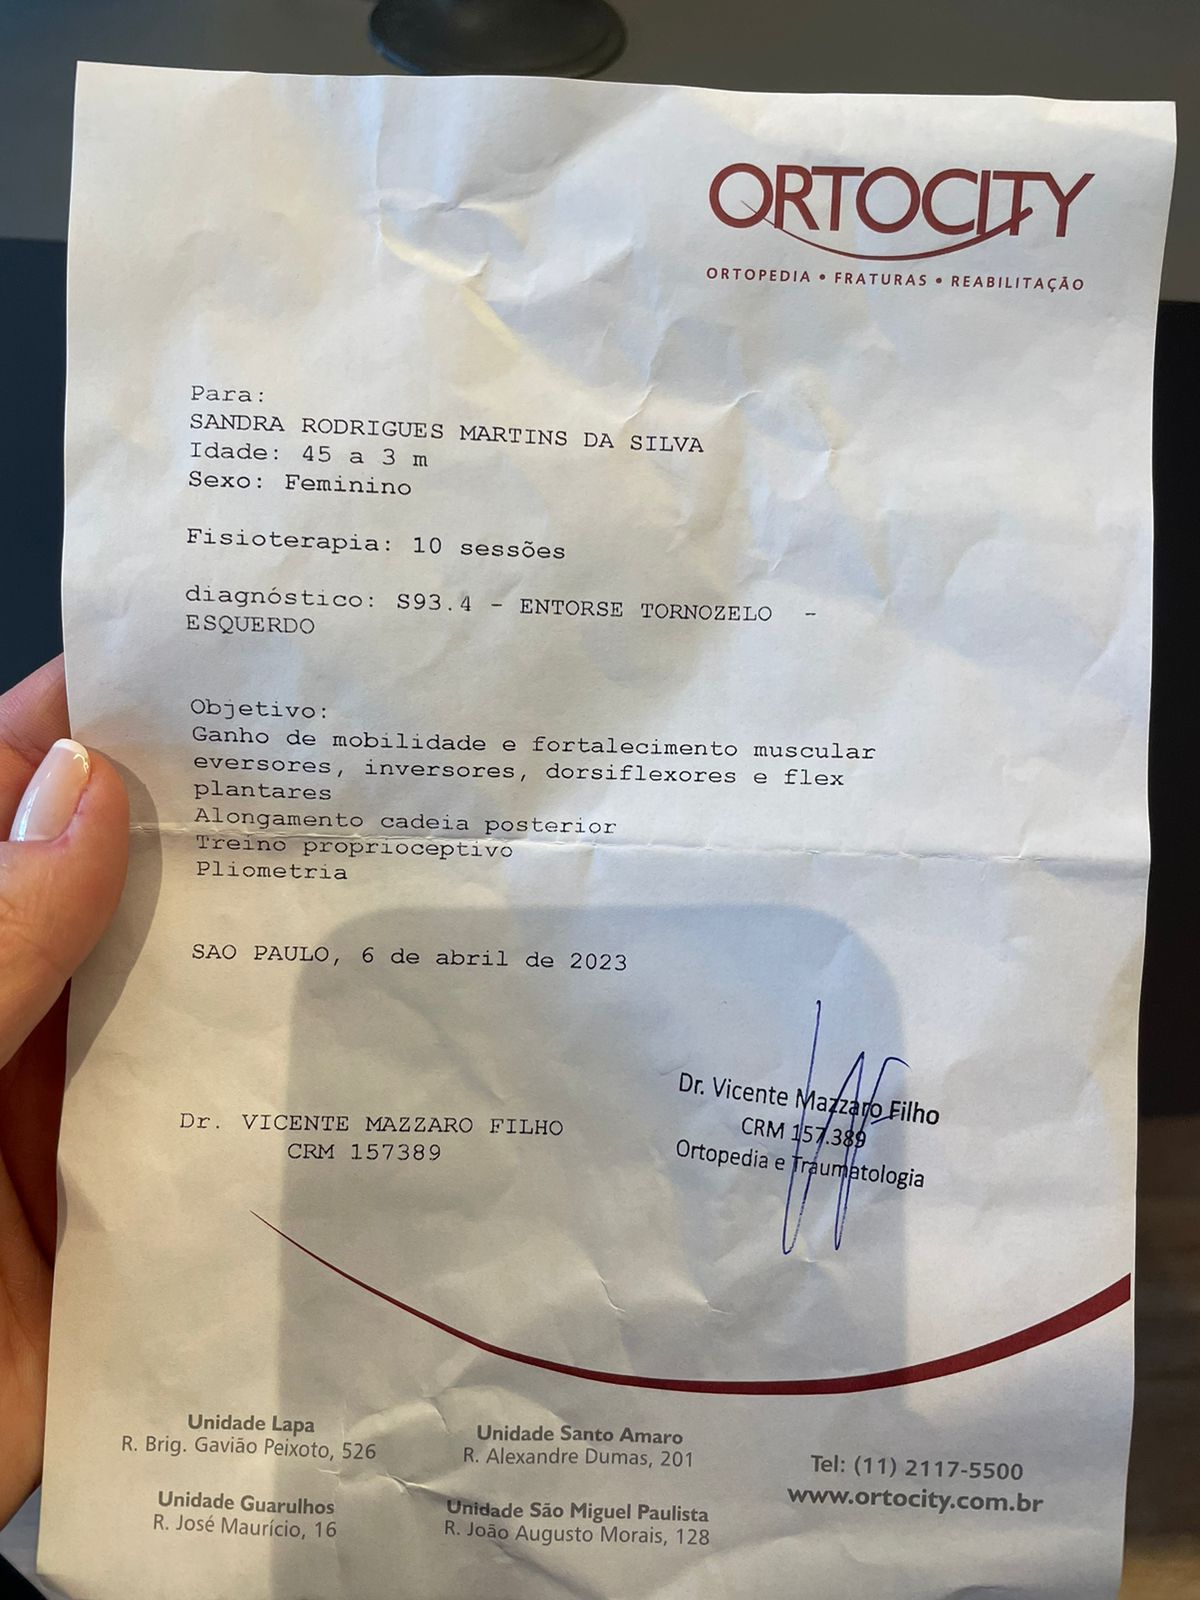 ORTOCITY
ORTOPEDIA • FRATURAS • REABILITAÇÃO
Para:
SANDRA RODRIGUES MARTINS DA SILVA
Idade: 45 a 3 m
Sexo: Feminino
Fisioterapia: 10 sessões
diagnóstico: S93.4 - ENTORSE TORNOZELO -
ESQUERDO
Objetivo:
Ganho de mobilidade e fortalecimento muscular
eversores, inversores, dorsiflexores e flex
plantares
Alongamento cadeia posterior
Treino proprioceptivo
Pliometria
SAO PAULO, 6 de abril de 2023
Dr. VICENTE MAZZARO FILHO
CRM 157389
Dr. Vicente Mazzaro Filho
CRM 157.389
Ortopedia e Traumatologia
Unidade Lapa
R. Brig. Gavião Peixoto, 526
Unidade Santo Amaro
R. Alexandre Dumas, 201
Unidade Guarulhos
R. José Maurício, 16
Unidade São Miguel Paulista
R. João Augusto Morais, 128
Tel: (11) 2117-5500
www.ortocity.com.br